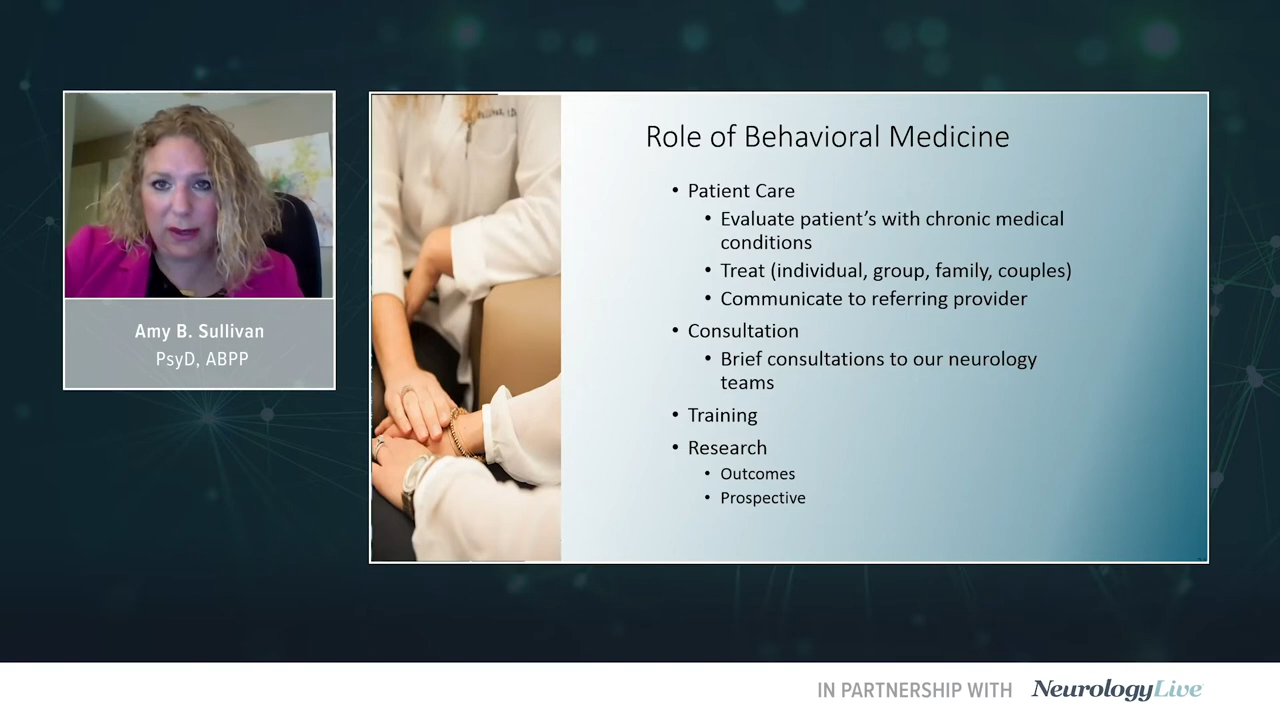 Amy B. Sullivan
PsyD, ABPP
Role of Behavioral Medicine
• Patient Care
• Evaluate patient’s with chronic medical
conditions
• Treat (individual, group, family, couples)
• Communicate to referring provider
• Consultation
• Brief consultations to our neurology
teams
• Training
• Research
• Outcomes
• Prospective
IN PARTNERSHIP WITH NeurologyLive